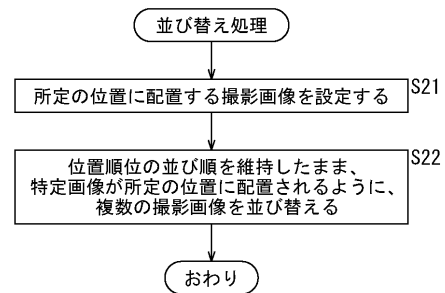 並び替え処理
所定の位置に配置する撮影画像を設定する
S21
位置順位の並び順を維持したまま、
特定画像が所定の位置に配置されるように、
複数の撮影画像を並び替える
S22
おわり